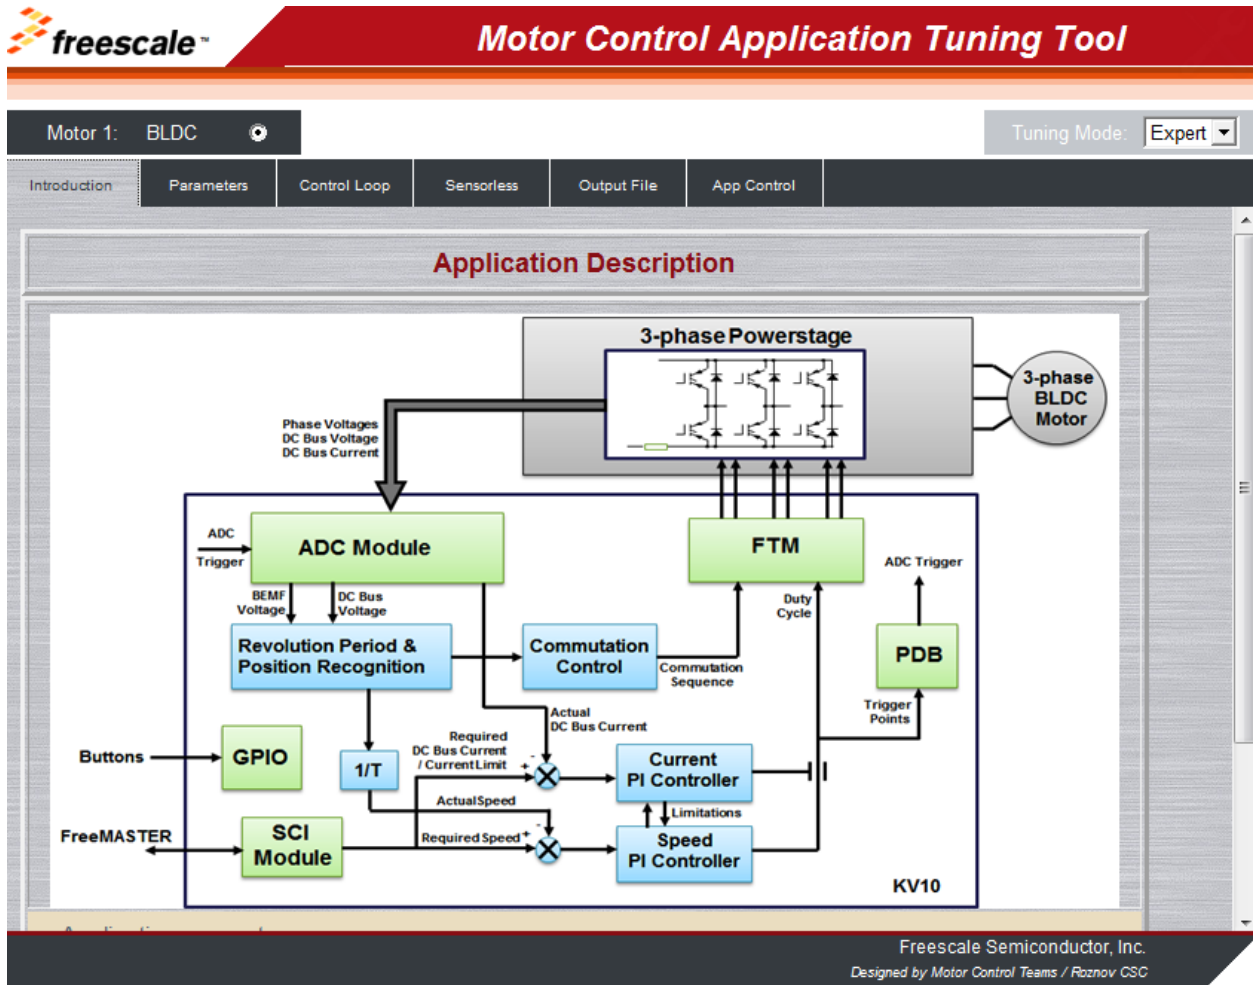 freescale™
Motor Control Application Tuning Tool
Motor 1: BLDC
Tuning Mode: Expert
Introduction Parameters Control Loop Sensorless Output File App Control
Application Description
3-phase Powerstage
3-phase
BLDC
Motor
Phase Voltages
DC Bus Voltage
DC Bus Current
ADC
Trigger
ADC Module
FTM
ADC Trigger
BEMF
Voltage
DC Bus
Voltage
Duty
Cycle
Revolution Period &
Position Recognition
Commutation
Control
Commutation
Sequence
PDB
Trigger
Points
Actual
DC Bus Current
Required
DC Bus Current
/ Current Limit
Buttons
GPIO
1/T
Current
PI Controller
Actual Speed
Limitations
FreeMASTER
SCI
Module
Required Speed
Speed
PI Controller
KV10
Freescale Semiconductor, Inc.
Designed by Motor Control Teams / Roznov CSC